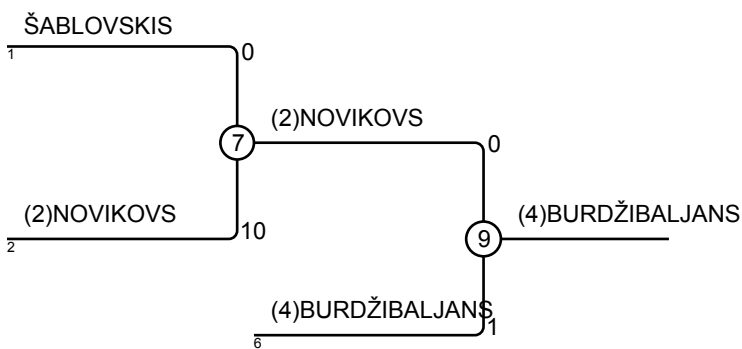 ŠABLOVSKIS
1
0
7
(2)NOVIKOVS
0
(2)NOVIKOVS
2
10
9
(4)BURDŽIBALJANS
(4)BURDŽIBALJANS
6
1